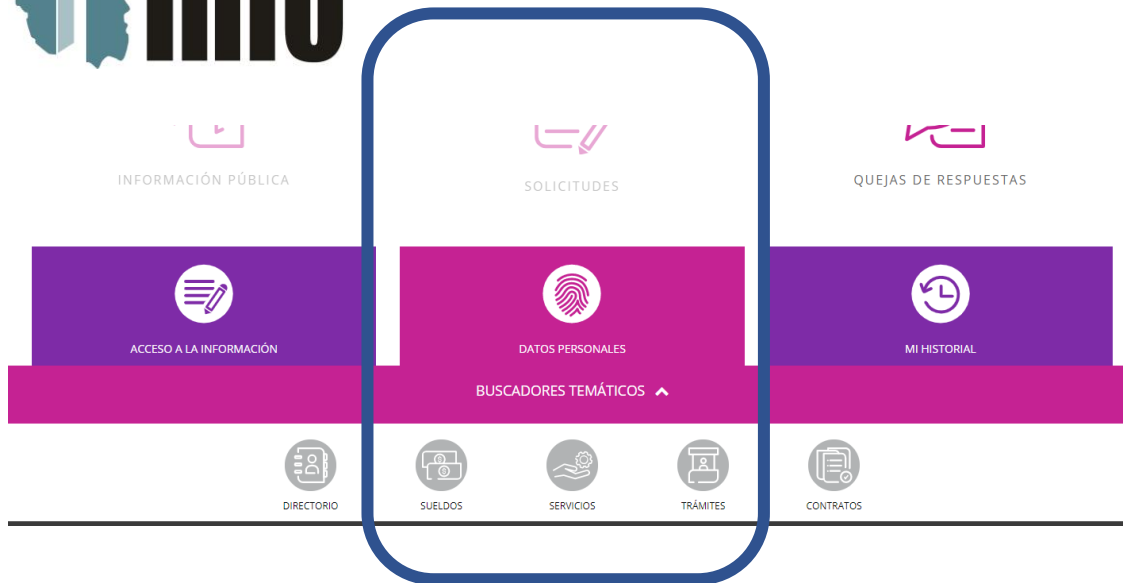 INFORMACIÓN PÚBLICA
SOLICITUDES
QUEJAS DE RESPUESTAS
ACCESO A LA INFORMACIÓN
DATOS PERSONALES
MI HISTORIAL
BUSCADORES TEMÁTICOS
DIRECTORIO
SUELDOS
SERVICIOS
TRÁMITES
CONTRATOS